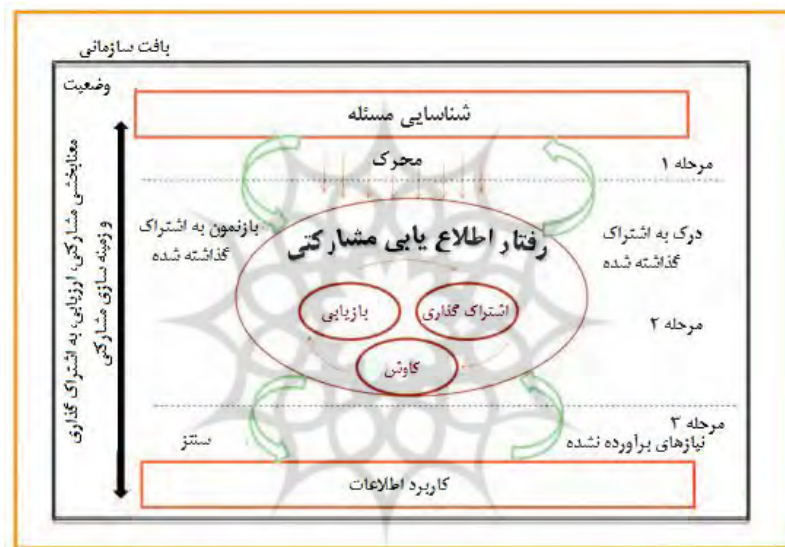 بافت سازمانی
وضعیت
شناسایی مسئله
محرک
مرحله ۱
معنابخشی مشارکتی، ارزیابی، به اشتراک گذاری
و زمینه سازی مشارکتی
بازنمون به اشتراک
گذاشته شده
رفتار اطلاع یابی مشارکتی
درک به اشتراک
گذاشته شده
اشتراک گذاری
بازیابی
کاوش
مرحله ۲
مرحله ۳
سنتز
نیازهای برآورده نشده
کاربرد اطلاعات